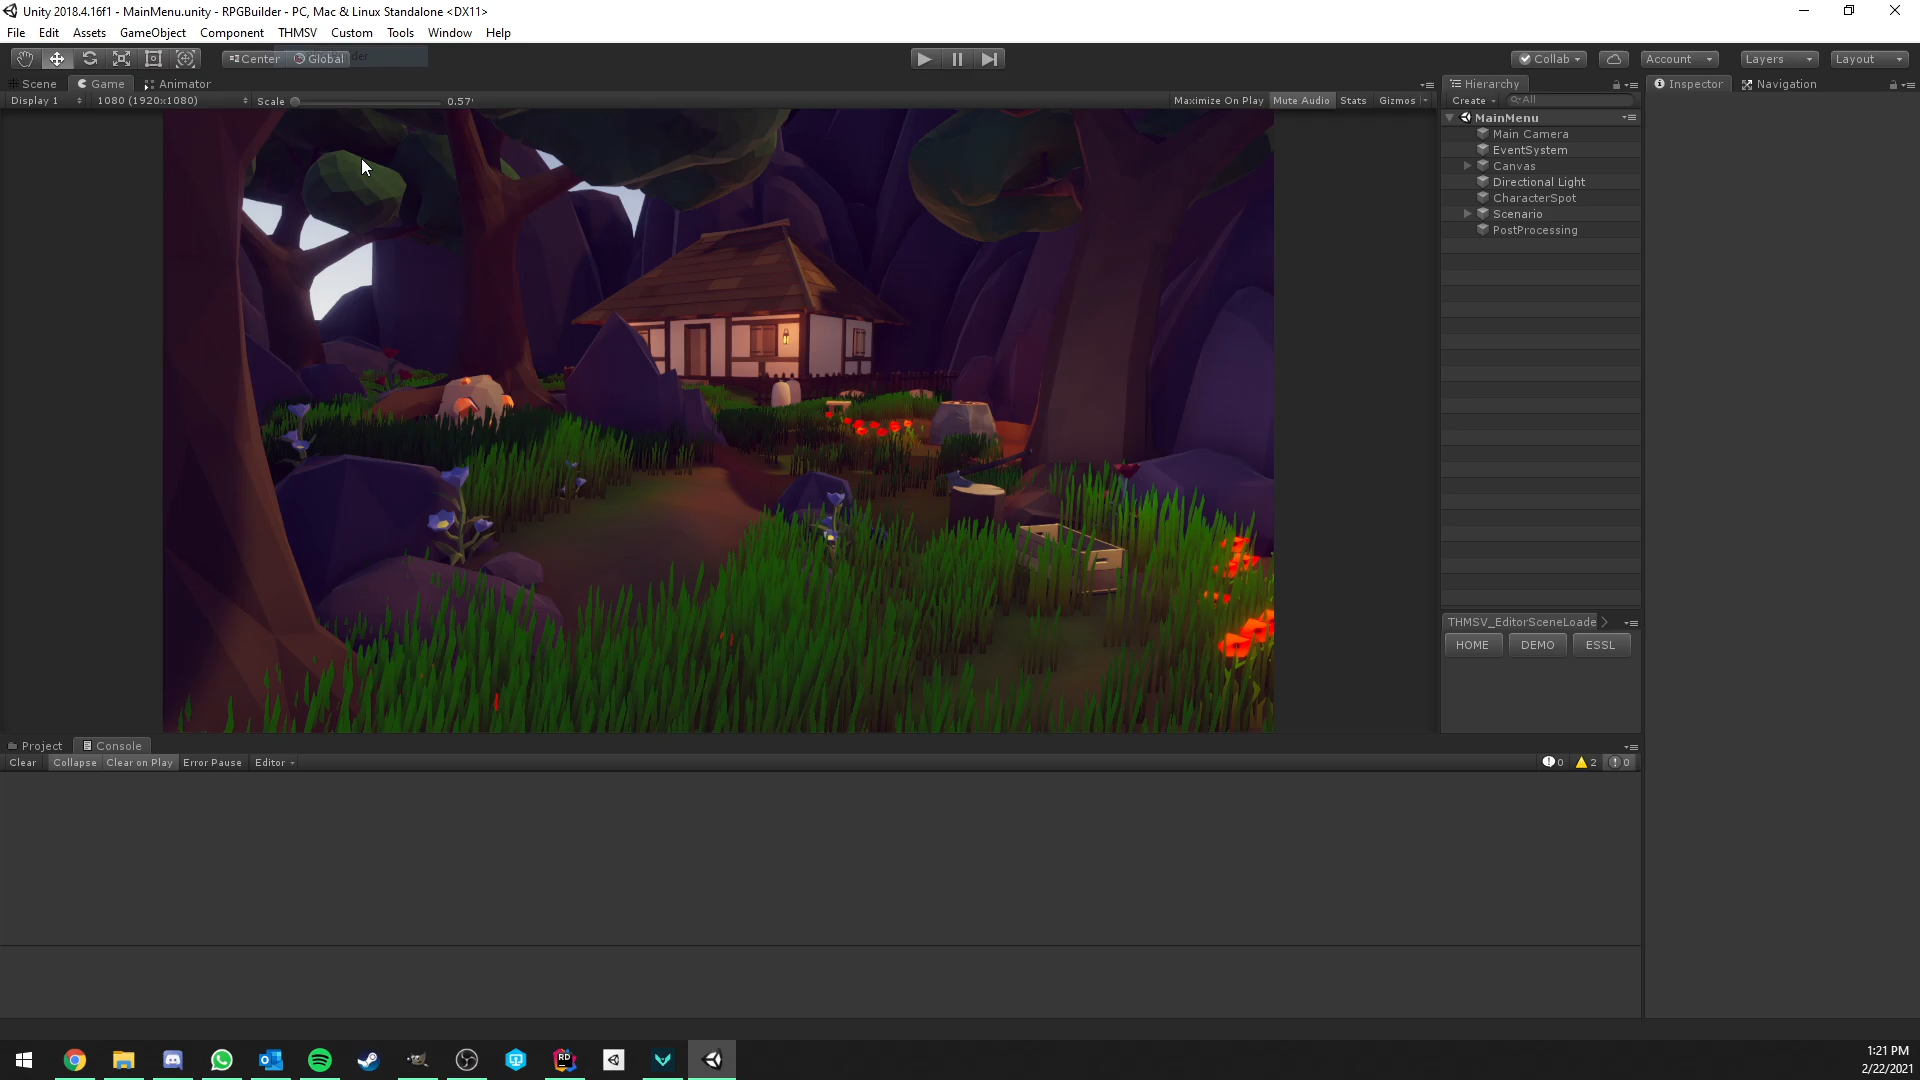 Unity 2018.4.16f1 - MainMenu.unity - RPGBuilder - PC, Mac & Linux Standalone <DX11>
File Edit Assets GameObject Component THMSV Custom Tools Window Help
Center Global
Collab Account Layers Layout
Scene Game Animator
Hierarchy
Inspector Navigation
Display 1 1080 (1920x1080) Scale 0.57 Maximize On Play Mute Audio Stats Gizmos
Create All
MainMenu
Main Camera
EventSystem
Canvas
Directional Light
CharacterSpot
Scenario
PostProcessing
THMSV_EditorSceneLoade
HOME DEMO ESSL
Project Console
Clear Collapse Clear on Play Error Pause Editor 0 2 0
RD
1:21 PM
2/22/2021